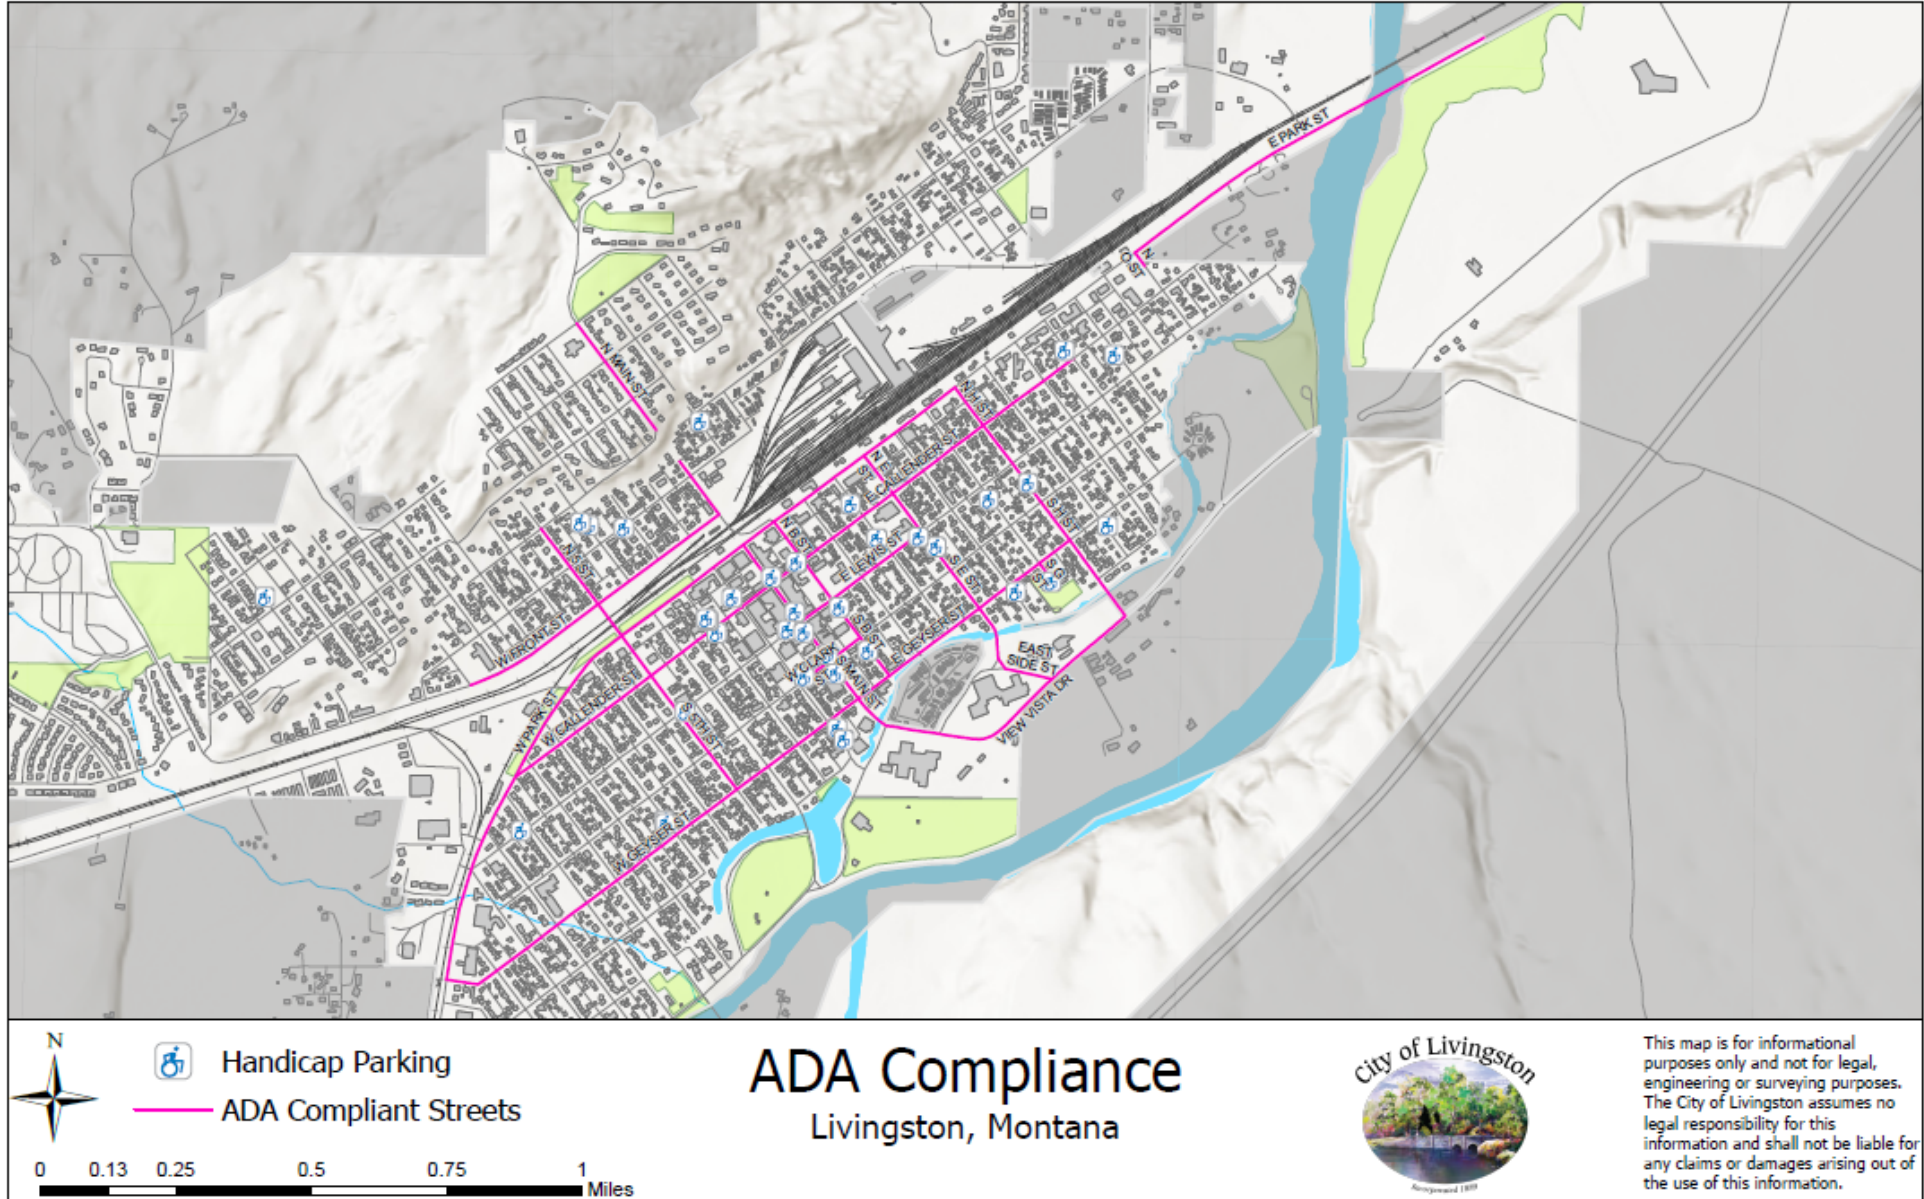 E PARK ST
N
O ST
N MAIN ST
N H ST
N E
ST
E CALLENDER ST
N B ST
S H ST
N 5 ST
E LEWIS ST
S G
ST
S E ST
W FRONT ST
S B ST
E GEYSER ST
W CLARK
ST
EAST
SIDE ST
S MAIN ST
W CALLENDER ST
W PARK ST
S 5TH ST
VIEW VISTA DR
W GEYSER ST
N
Handicap Parking
ADA Compliant Streets
0 0.13 0.25 0.5 0.75 1
Miles
ADA Compliance
Livingston, Montana
City of Livingston
Incorporated 1889
This map is for informational
purposes only and not for legal,
engineering or surveying purposes.
The City of Livingston assumes no
legal responsibility for this
information and shall not be liable for
any claims or damages arising out of
the use of this information.